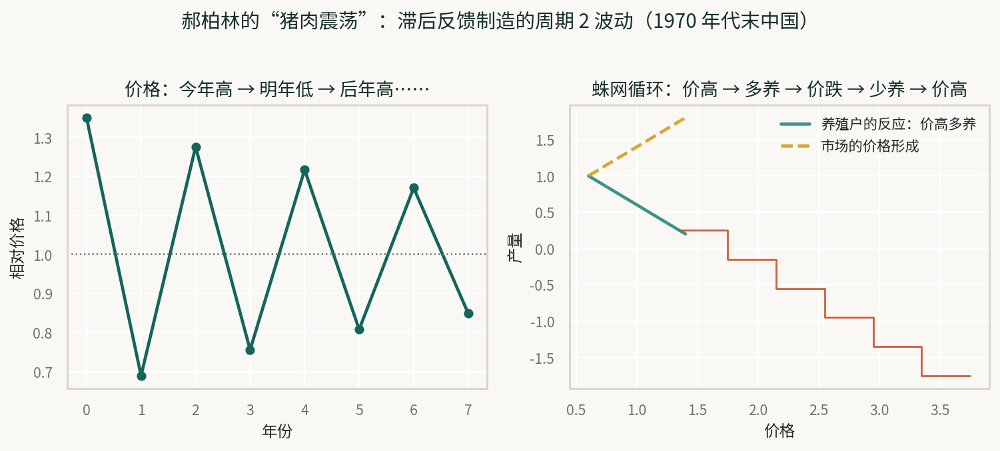 郝柏林的“猪肉震荡”：滞后反馈制造的周期 2 波动（1970 年代末中国）
价格：今年高 → 明年低 → 后年高……
相对价格
1.3
1.2
1.1
1.0
0.9
0.8
0.7
0 1 2 3 4 5 6 7
年份
蛛网循环：价高 → 多养 → 价跌 → 少养 → 价高
养殖户的反应：价高多养
市场的价格形成
产量
1.5
1.0
0.5
0.0
-0.5
-1.0
-1.5
0.5 1.0 1.5 2.0 2.5 3.0 3.5
价格